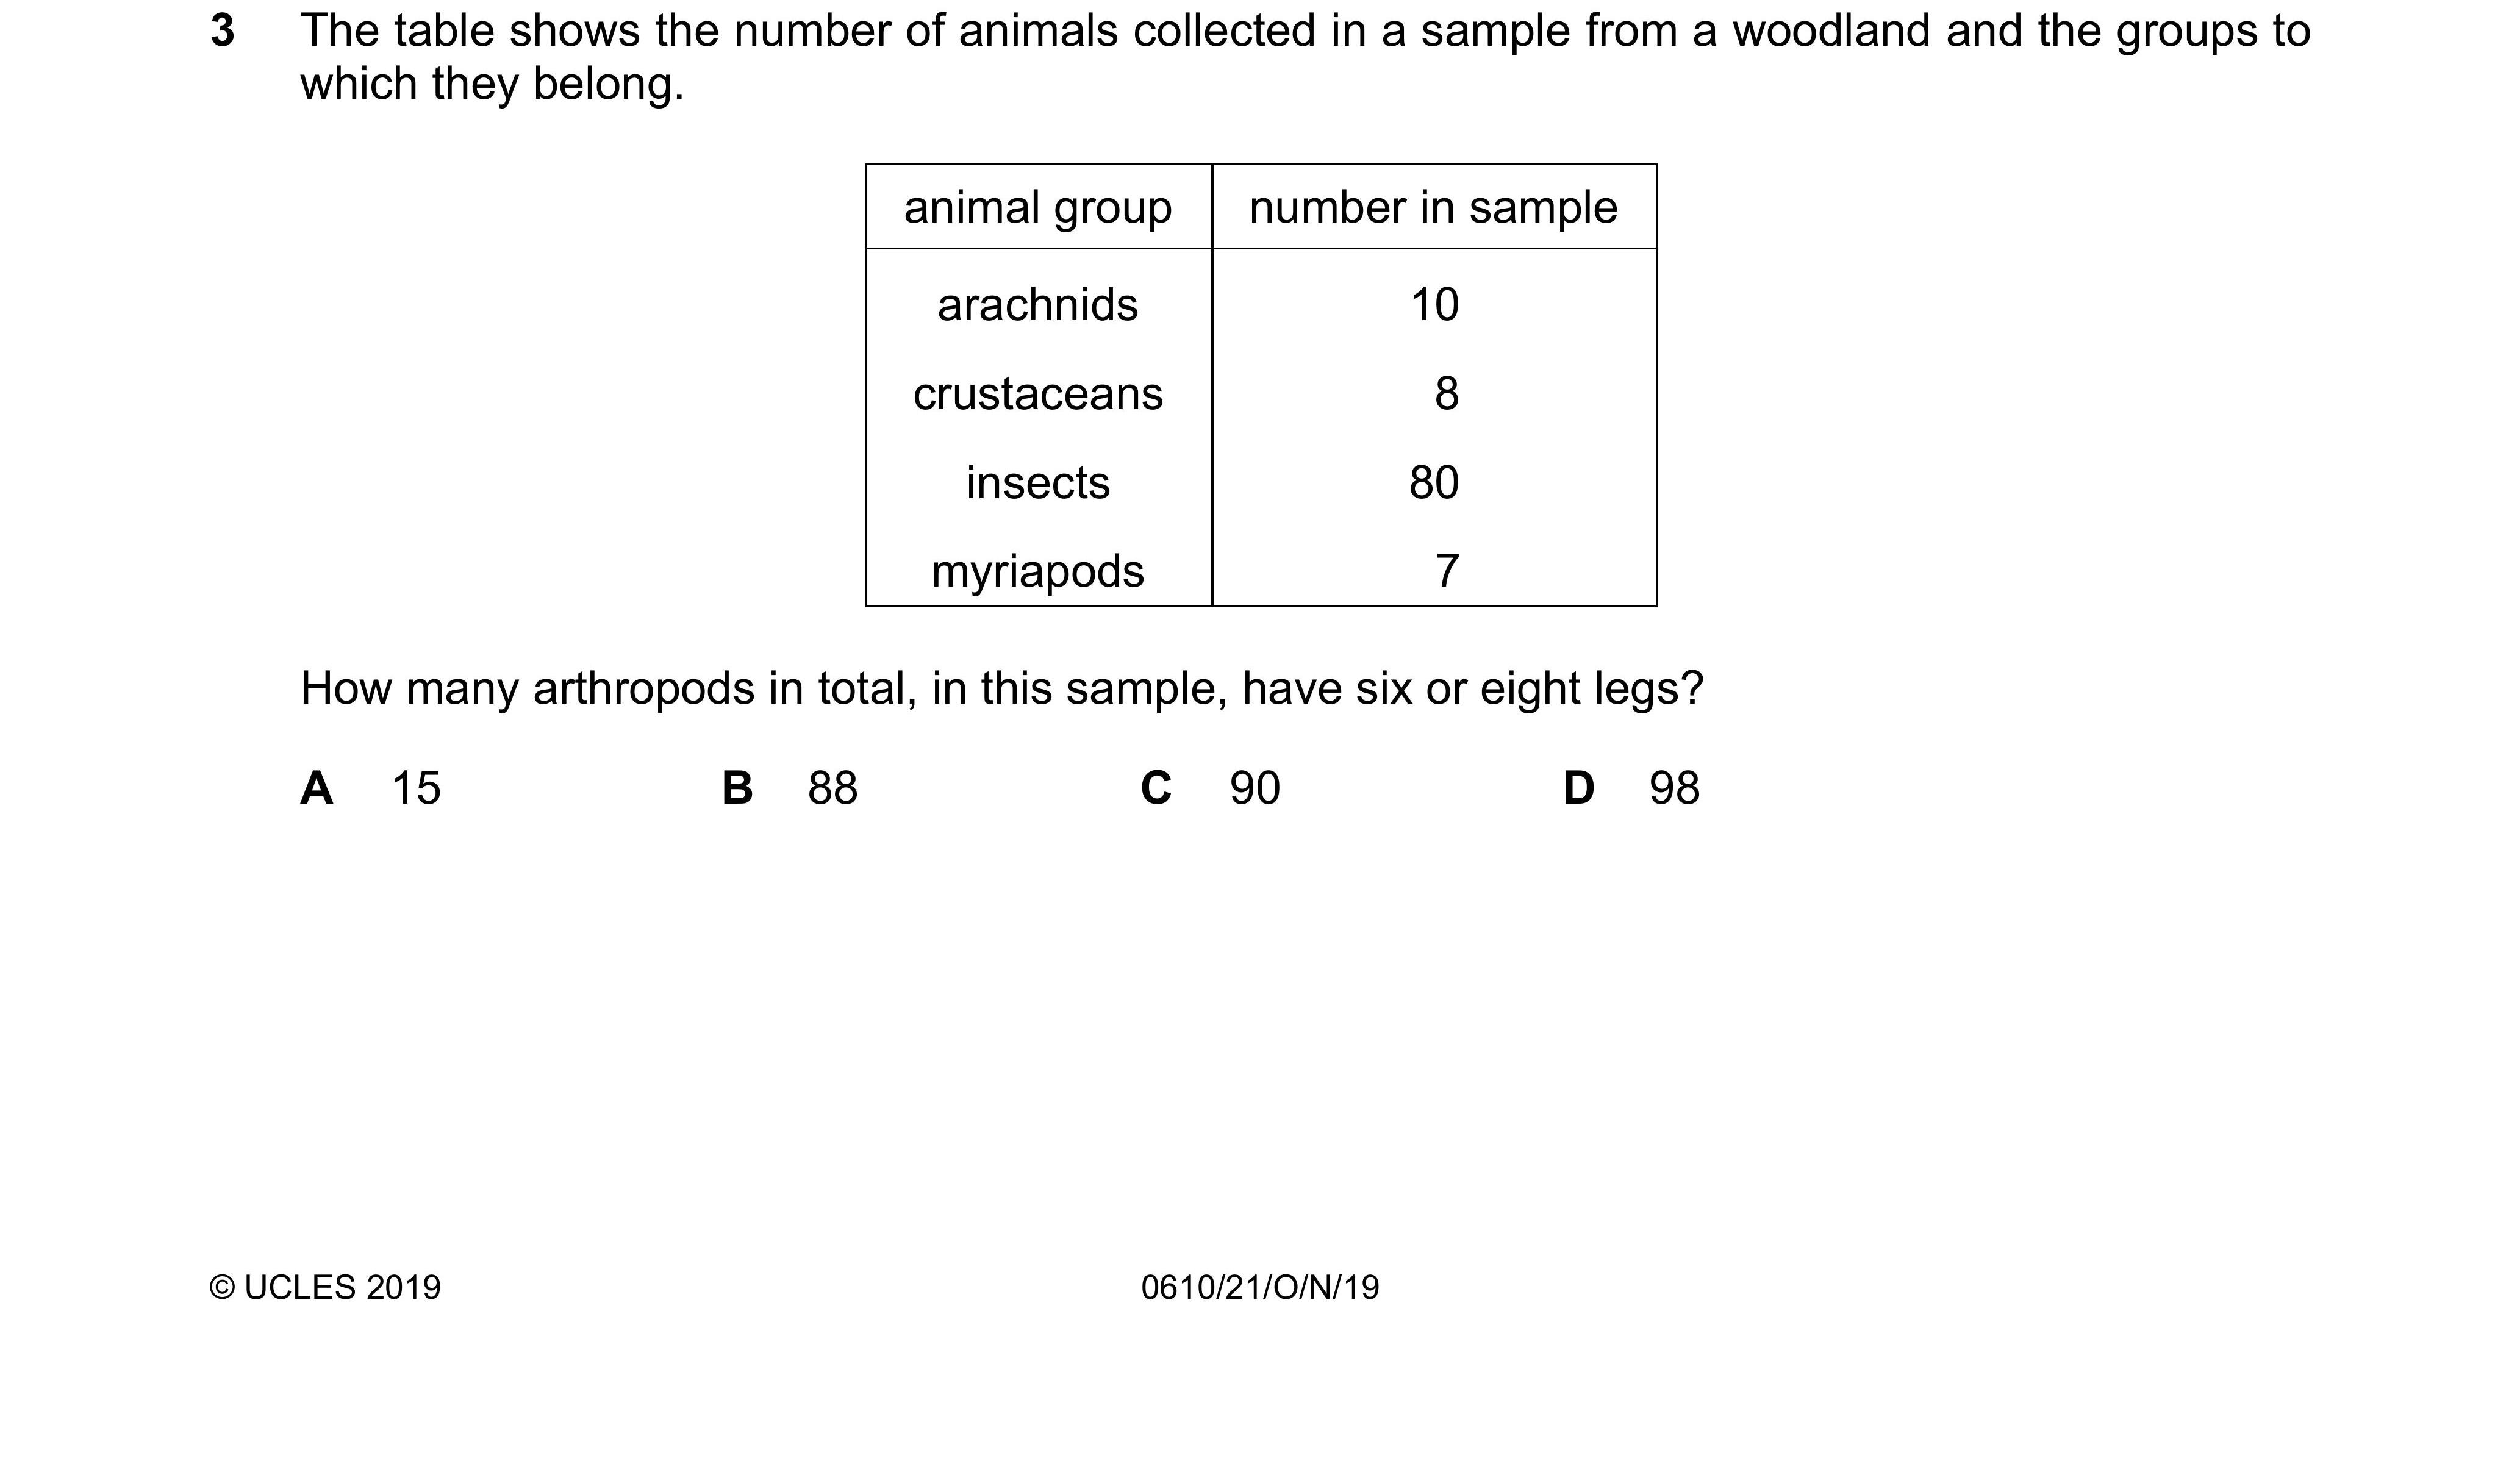 3 The table shows the number of animals collected in a sample from a woodland and the groups to
which they belong.
animal group number in sample
arachnids 10
crustaceans 8
insects 80
myriapods 7
How many arthropods in total, in this sample, have six or eight legs?
A 15 B 88 C 90 D 98
© UCLES 2019 0610/21/O/N/19